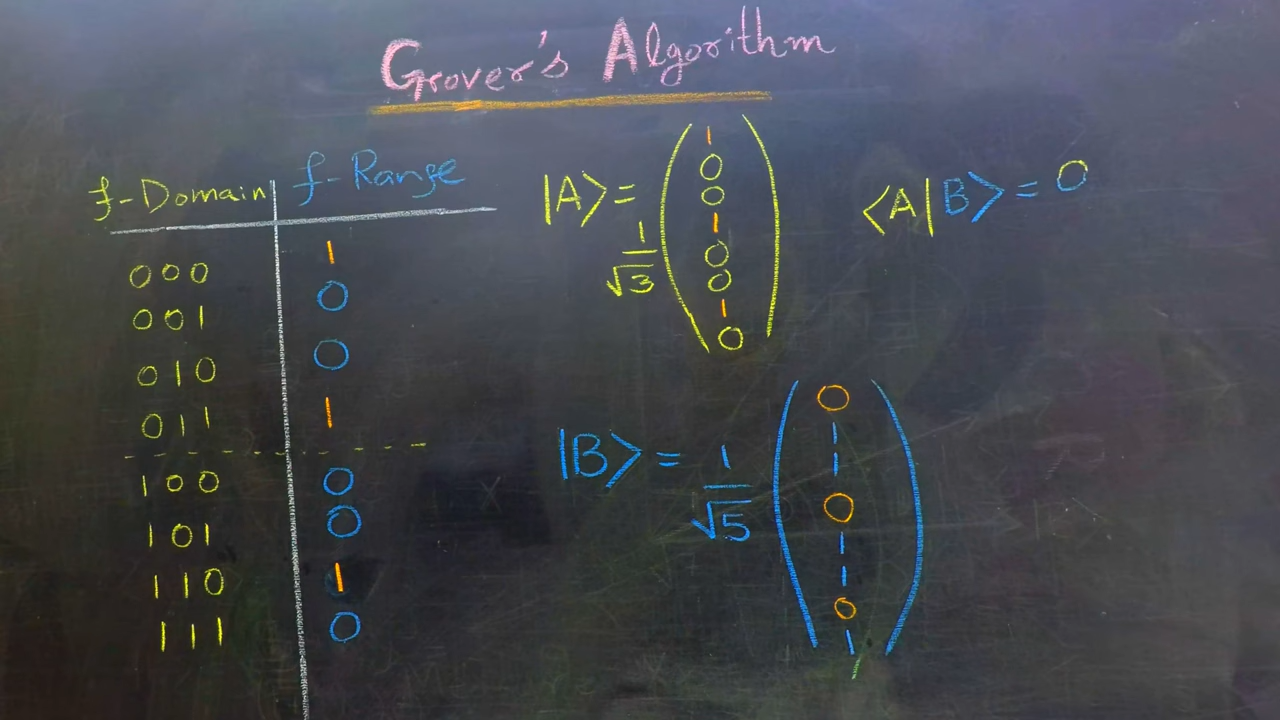 Grover's Algorithm
f-Domain f-Range
000 1
001 0
010 0
011 1
100 0
101 0
110 1
111 0
|A> = 1/√3 (1 0 0 1 0 0 1 0)
<A|B> = 0
|B> = 1/√5 (0 1 1 0 1 1 0 1)